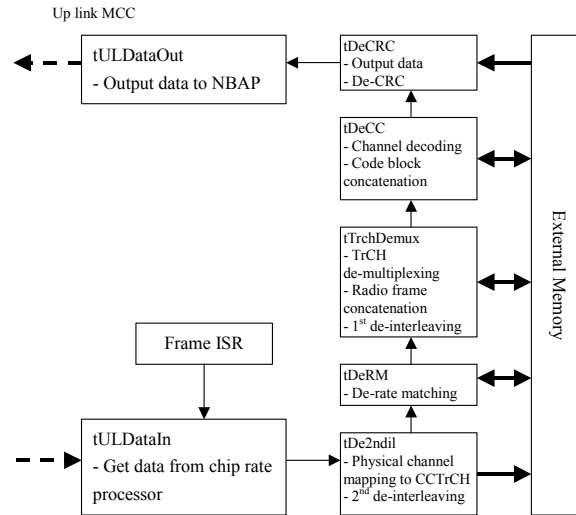 Up link MCC
tULDataOut
- Output data to NBAP
tDeCRC
- Output data
- De-CRC
tDeCC
- Channel decoding
- Code block
concatenation
tTrchDemux
- TrCH
de-multiplexing
- Radio frame
concatenation
- 1st de-interleaving
External Memory
Frame ISR
tDeRM
- De-rate matching
tULDataIn
- Get data from chip rate
processor
tDe2ndil
- Physical channel
mapping to CCTrCH
- 2nd de-interleaving